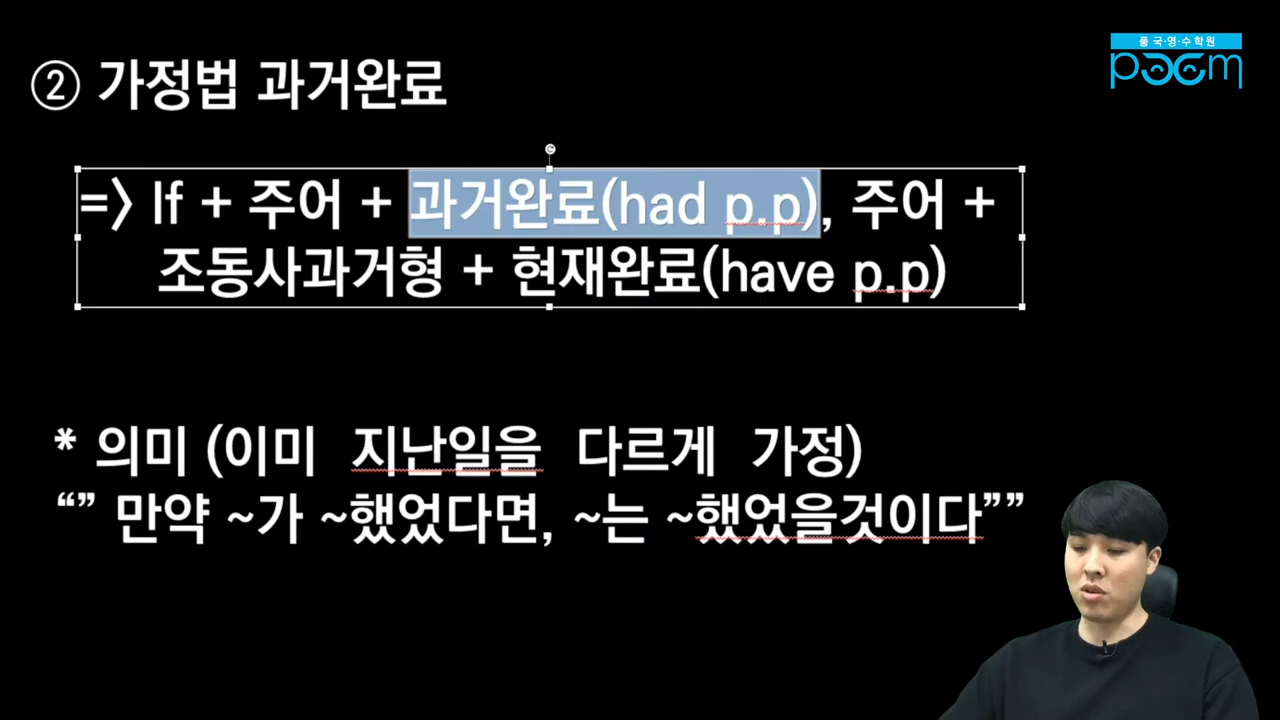 품 국·영·수 학원
poem
② 가정법 과거완료
=> If + 주어 + 과거완료(had p.p), 주어 +
조동사과거형 + 현재완료(have p.p)
* 의미 (이미 지난일을 다르게 가정)
“” 만약 ~가 ~했었다면, ~는 ~했었을것이다””